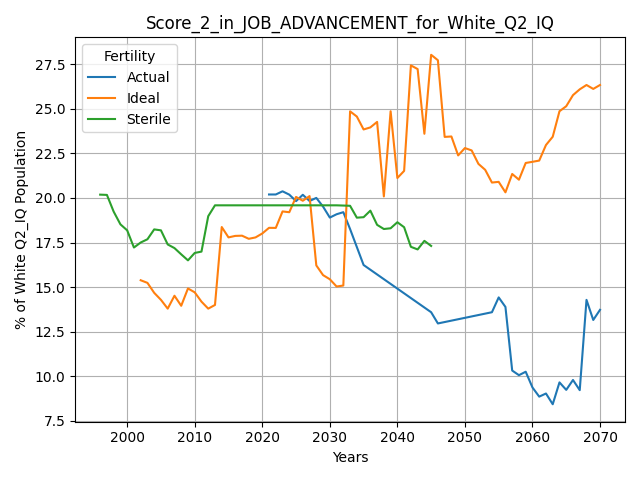 Score_2_in_JOB_ADVANCEMENT_for_White_Q2_IQ
Fertility
Actual
Ideal
Sterile
% of White Q2_IQ Population
27.5
25.0
22.5
20.0
17.5
15.0
12.5
10.0
7.5
2000 2010 2020 2030 2040 2050 2060 2070
Years